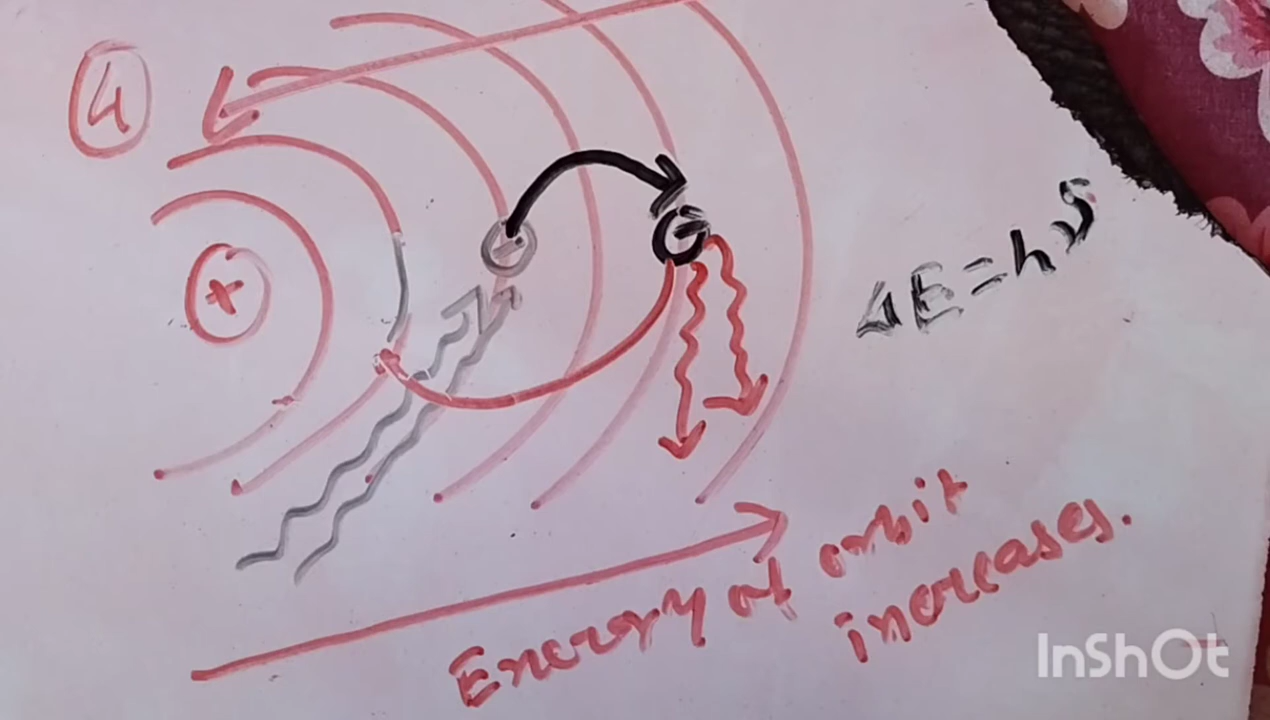 4
+
-
-
ΔE=hν
Energy of orbit
increases.
InShOt